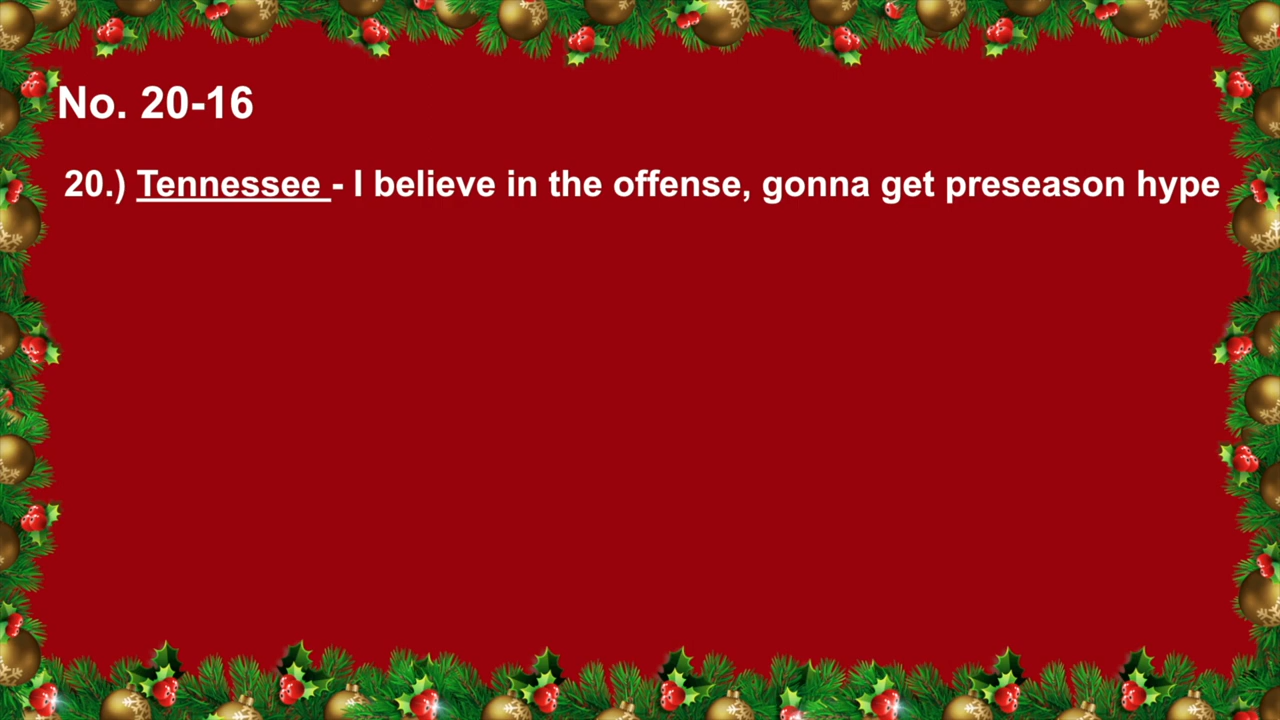 No. 20-16
20.) Tennessee - I believe in the offense, gonna get preseason hype